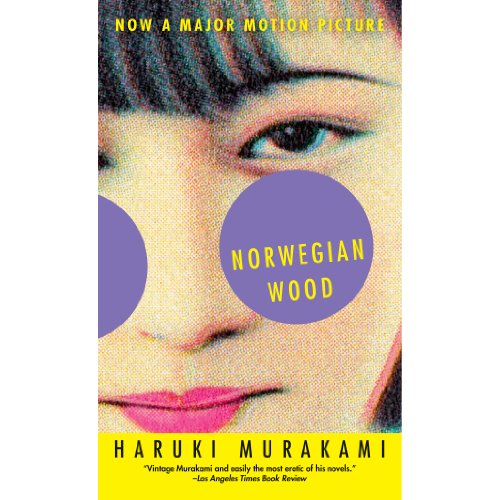 NOW A MAJOR MOTION PICTURE
NORWEGIAN
WOOD
HARUKI MURAKAMI
“Vintage Murakami and easily the most erotic of his novels.”
–Los Angeles Times Book Review